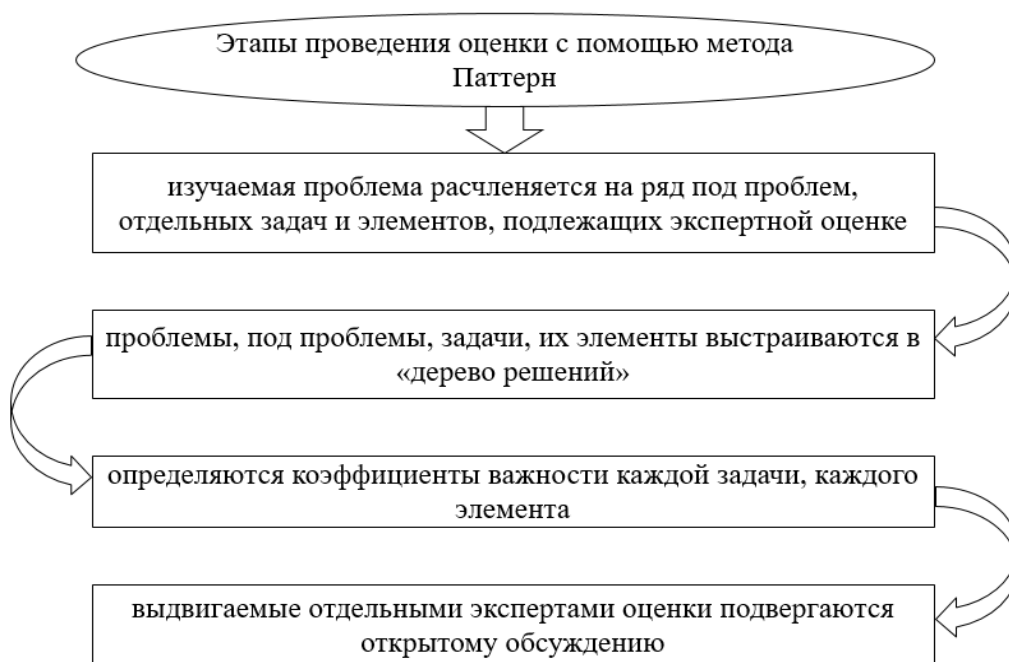 Этапы проведения оценки с помощью метода
Паттерн
изучаемая проблема расчленяется на ряд под проблем,
отдельных задач и элементов, подлежащих экспертной оценке
проблемы, под проблемы, задачи, их элементы выстраиваются в
«дерево решений»
определяются коэффициенты важности каждой задачи, каждого
элемента
выдвигаемые отдельными экспертами оценки подвергаются
открытому обсуждению